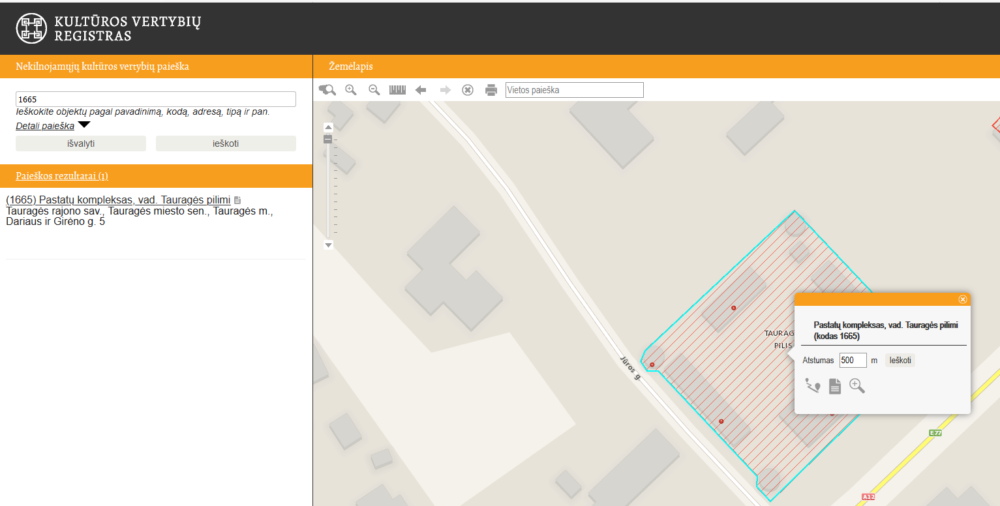 KULTŪROS VERTYBIŲ
REGISTRAS
Nekilnojamųjų kultūros vertybių paieška
Žemėlapis
1665
Ieškokite objektų pagal pavadinimą, kodą, adresą, tipą ir pan.
Detali paieška
išvalyti
ieškoti
Vietos paieška
Paieškos rezultatai (1)
(1665) Pastatų kompleksas, vad. Tauragės pilimi
Tauragės rajono sav., Tauragės miesto sen., Tauragės m.,
Dariaus ir Girėno g. 5
TAURAG
PILIS
Jūros g.
Pastatų kompleksas, vad. Tauragės pilimi
(kodas 1665)
Atstumas 500 m Ieškoti
E77
A12